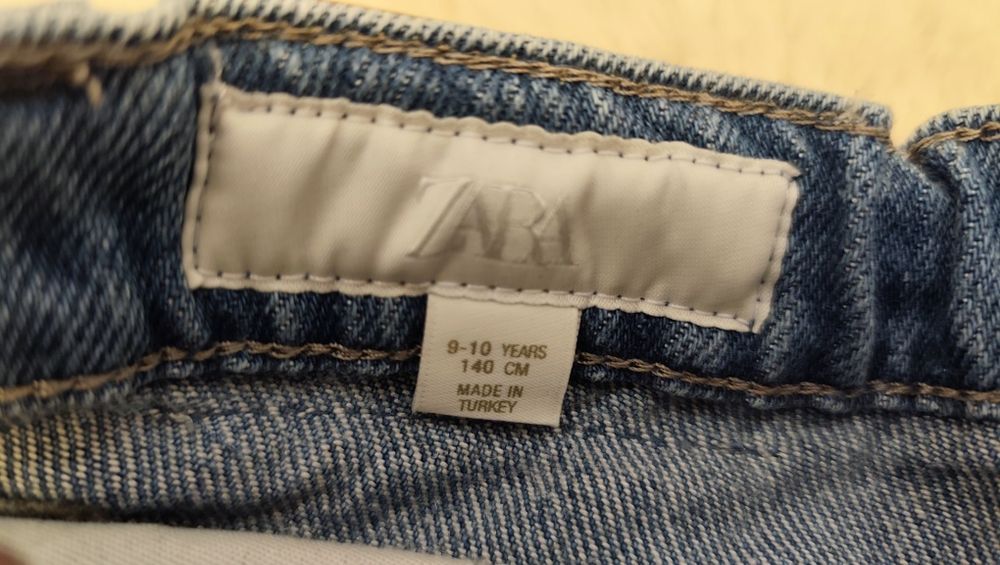 ZARA
9-10 YEARS
140 CM
MADE IN
TURKEY